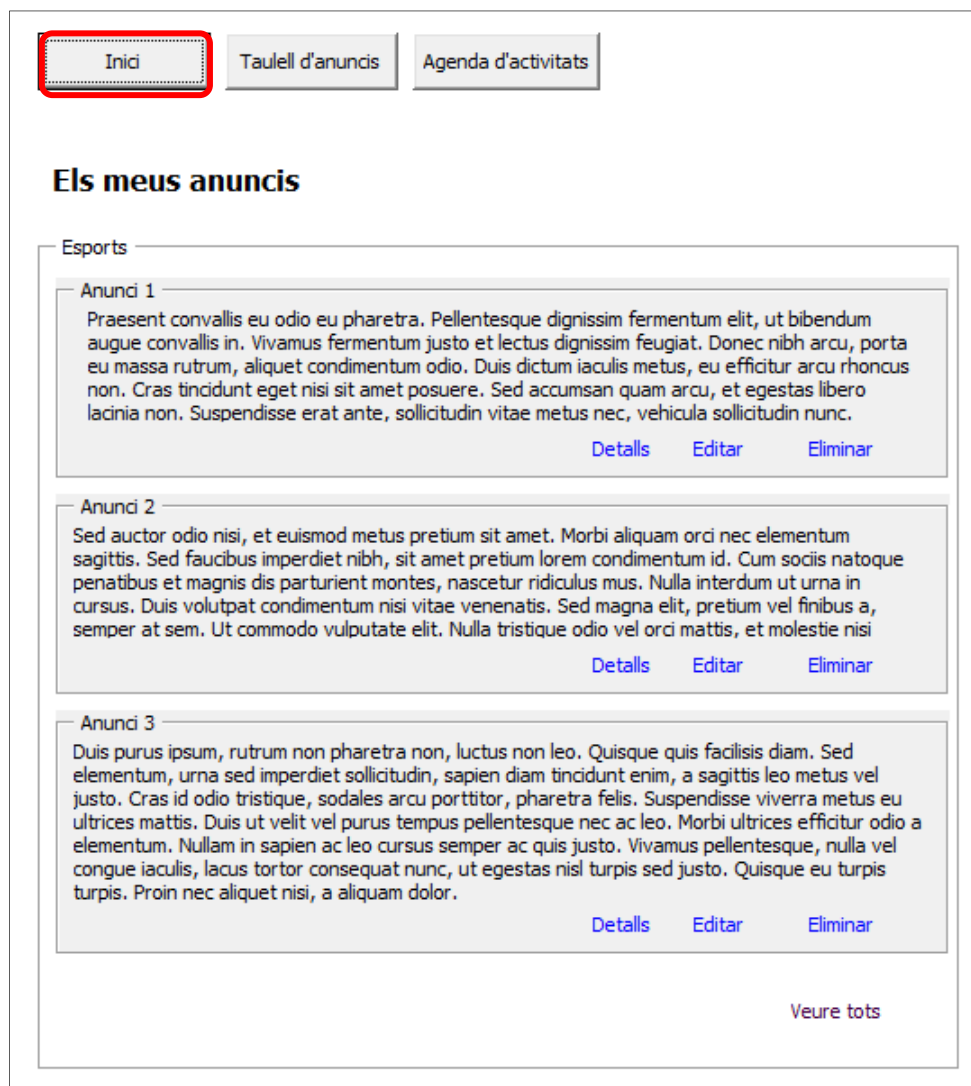 Inici Taulell d'anuncis Agenda d'activitats
Els meus anuncis
Esports
Anunci 1
Praesent convallis eu odio eu pharetra. Pellentesque dignissim fermentum elit, ut bibendum
augue convallis in. Vivamus fermentum justo et lectus dignissim feugiat. Donec nibh arcu, porta
eu massa rutrum, aliquet condimentum odio. Duis dictum iaculis metus, eu efficitur arcu rhoncus
non. Cras tincidunt eget nisi sit amet posuere. Sed accumsan quam arcu, et egestas libero
lacinia non. Suspendisse erat ante, sollicitudin vitae metus nec, vehicula sollicitudin nunc.
Detalls Editar Eliminar
Anunci 2
Sed auctor odio nisi, et euismod metus pretium sit amet. Morbi aliquam orci nec elementum
sagittis. Sed faucibus imperdiet nibh, sit amet pretium lorem condimentum id. Cum sociis natoque
penatibus et magnis dis parturient montes, nascetur ridiculus mus. Nulla interdum ut urna in
cursus. Duis volutpat condimentum nisi vitae venenatis. Sed magna elit, pretium vel finibus a,
semper at sem. Ut commodo vulputate elit. Nulla tristique odio vel orci mattis, et molestie nisi
Detalls Editar Eliminar
Anunci 3
Duis purus ipsum, rutrum non pharetra non, luctus non leo. Quisque quis facilisis diam. Sed
elementum, urna sed imperdiet sollicitudin, sapien diam tincidunt enim, a sagittis leo metus vel
justo. Cras id odio tristique, sodales arcu porttitor, pharetra felis. Suspendisse viverra metus eu
ultrices mattis. Duis ut velit vel purus tempus pellentesque nec ac leo. Morbi ultrices efficitur odio a
elementum. Nullam in sapien ac leo cursus semper ac quis justo. Vivamus pellentesque, nulla vel
congue iaculis, lacus tortor consequat nunc, ut egestas nisl turpis sed justo. Quisque eu turpis
turpis. Proin nec aliquet nisi, a aliquam dolor.
Detalls Editar Eliminar
Veure tots